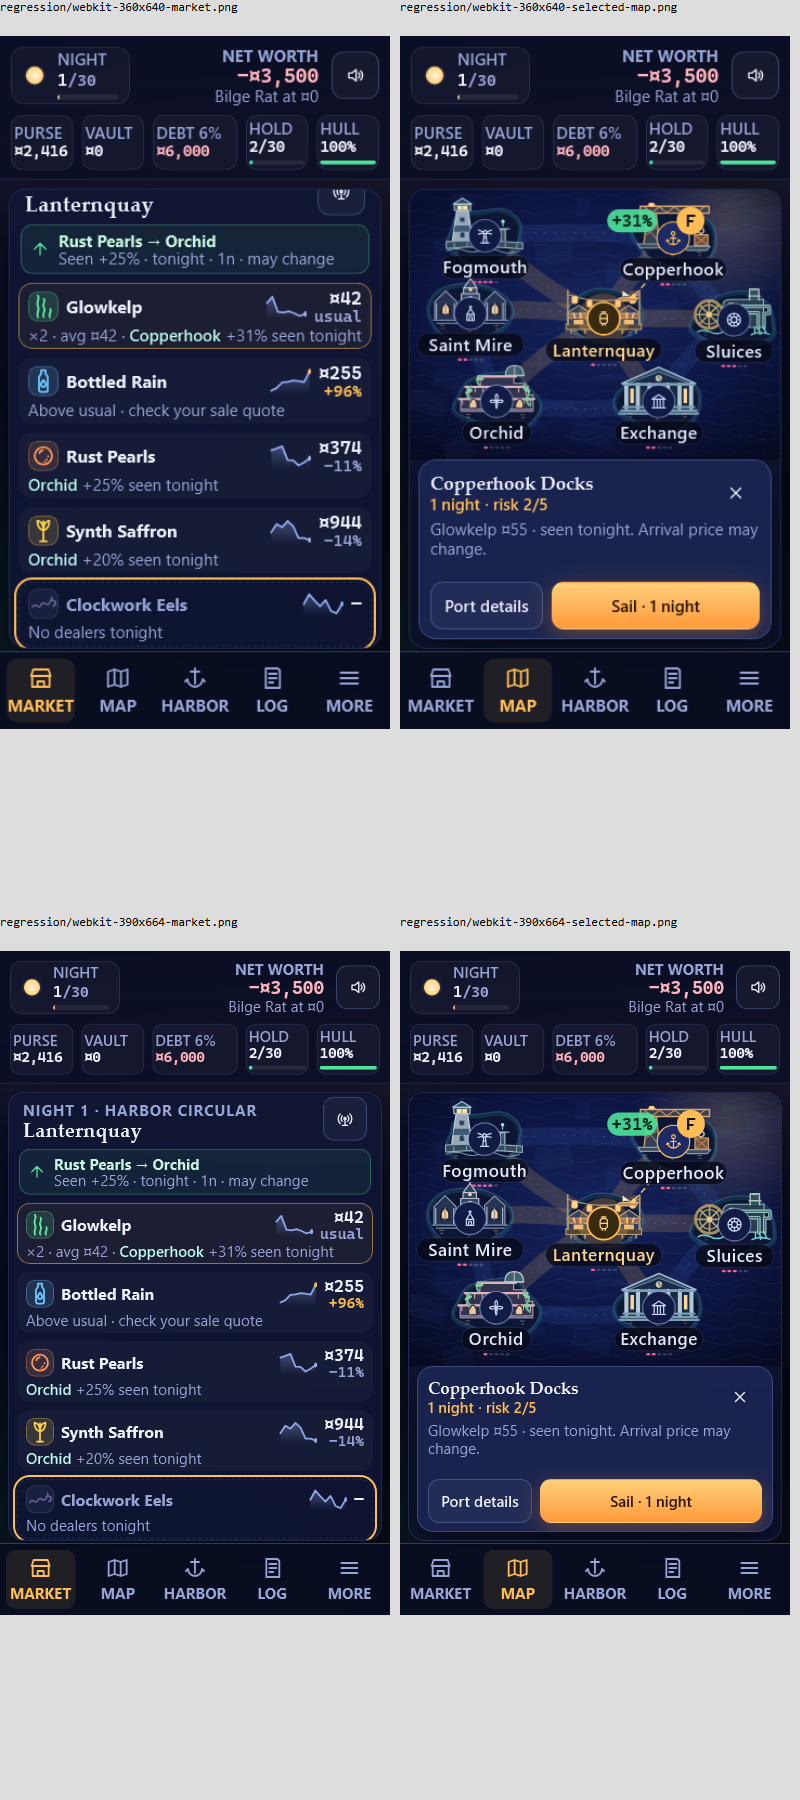 regression/webkit-360x640-market.png
NIGHT
1/30
NET WORTH
−¤3,500
Bilge Rat at ¤0
PURSE
¤2,416
VAULT
¤0
DEBT 6%
¤6,000
HOLD
2/30
HULL
100%
Lanternquay
Rust Pearls → Orchid
Seen +25% · tonight · 1n · may change
Glowkelp
¤42
usual
×2 · avg ¤42 · Copperhook +31% seen tonight
Bottled Rain
¤255
+96%
Above usual · check your sale quote
Rust Pearls
¤374
−11%
Orchid +25% seen tonight
Synth Saffron
¤944
−14%
Orchid +20% seen tonight
Clockwork Eels
–
No dealers tonight
MARKET
MAP
HARBOR
LOG
MORE
regression/webkit-360x640-selected-map.png
NIGHT
1/30
NET WORTH
−¤3,500
Bilge Rat at ¤0
PURSE
¤2,416
VAULT
¤0
DEBT 6%
¤6,000
HOLD
2/30
HULL
100%
+31%
F
Fogmouth
Copperhook
Saint Mire
Lanternquay
Sluices
Orchid
Exchange
Copperhook Docks
1 night · risk 2/5
Glowkelp ¤55 · seen tonight. Arrival price may
change.
Port details
Sail · 1 night
MARKET
MAP
HARBOR
LOG
MORE
regression/webkit-390x664-market.png
NIGHT
1/30
NET WORTH
−¤3,500
Bilge Rat at ¤0
PURSE
¤2,416
VAULT
¤0
DEBT 6%
¤6,000
HOLD
2/30
HULL
100%
NIGHT 1 · HARBOR CIRCULAR
Lanternquay
Rust Pearls → Orchid
Seen +25% · tonight · 1n · may change
Glowkelp
¤42
usual
×2 · avg ¤42 · Copperhook +31% seen tonight
Bottled Rain
¤255
+96%
Above usual · check your sale quote
Rust Pearls
¤374
−11%
Orchid +25% seen tonight
Synth Saffron
¤944
−14%
Orchid +20% seen tonight
Clockwork Eels
–
No dealers tonight
MARKET
MAP
HARBOR
LOG
MORE
regression/webkit-390x664-selected-map.png
NIGHT
1/30
NET WORTH
−¤3,500
Bilge Rat at ¤0
PURSE
¤2,416
VAULT
¤0
DEBT 6%
¤6,000
HOLD
2/30
HULL
100%
+31%
F
Fogmouth
Copperhook
Saint Mire
Lanternquay
Sluices
Orchid
Exchange
Copperhook Docks
1 night · risk 2/5
Glowkelp ¤55 · seen tonight. Arrival price may
change.
Port details
Sail · 1 night
MARKET
MAP
HARBOR
LOG
MORE